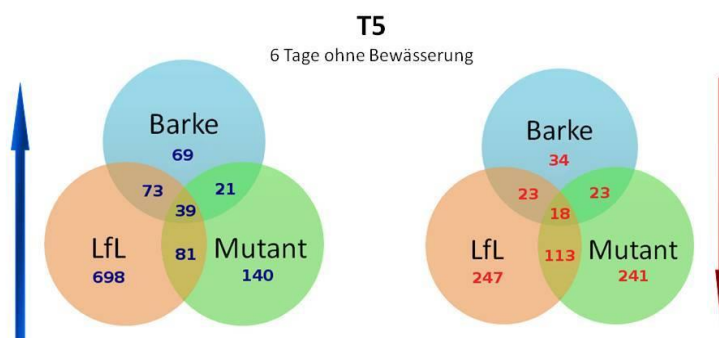 T5
6 Tage ohne Bewässerung
Barke
69
73
21
39
LfL
698
81
Mutant
140
Barke
34
23
23
18
LfL
247
113
Mutant
241